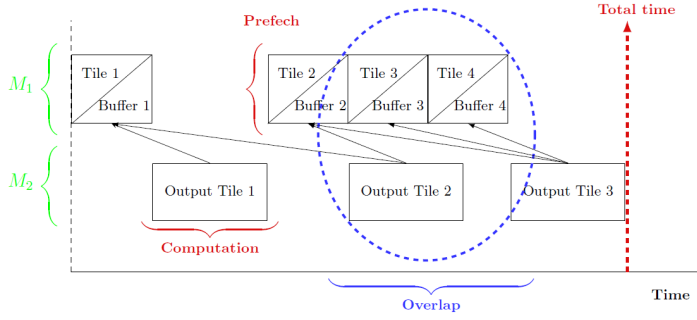 Total time
Prefech
M1
Tile 1
Buffer 1
Tile 2
Buffer 2
Tile 3
Buffer 3
Tile 4
Buffer 4
M2
Output Tile 1
Output Tile 2
Output Tile 3
Computation
Overlap
Time